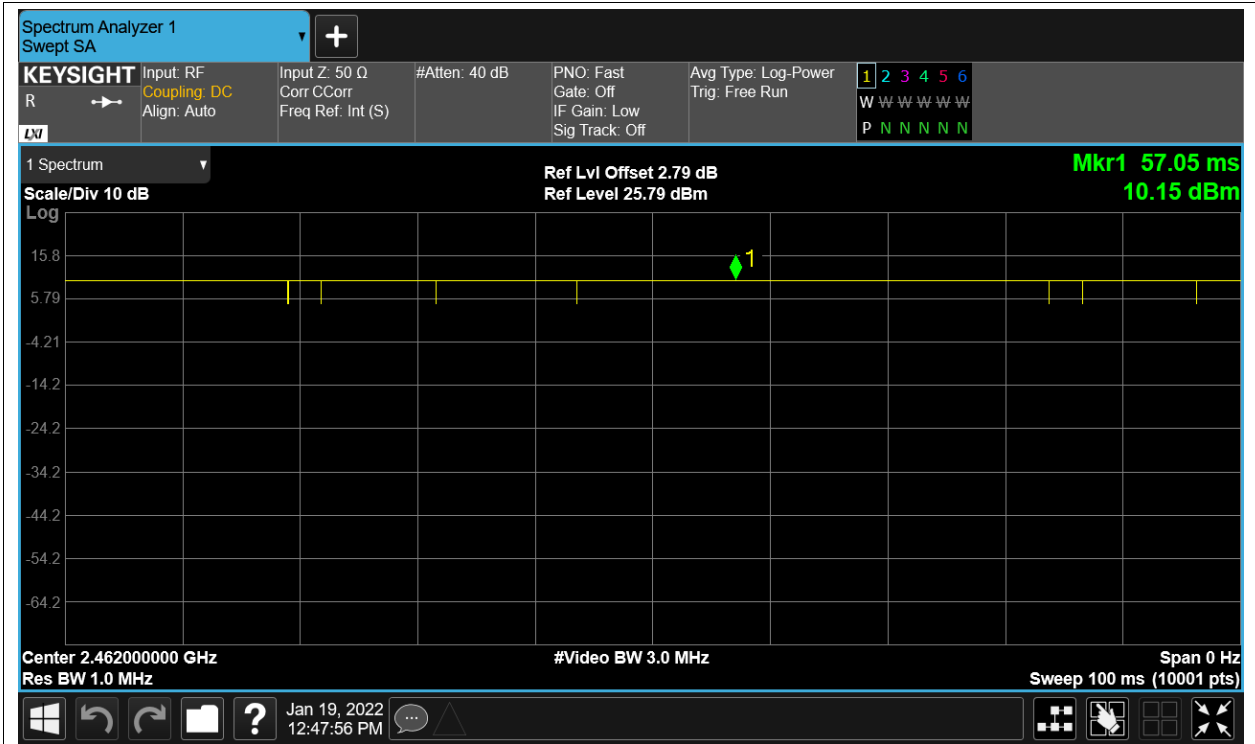 Spectrum Analyzer 1
Swept SA
+
KEYSIGHT Input: RF Input Z: 50 Ω #Atten: 40 dB PNO: Fast Avg Type: Log-Power 1 2 3 4 5 6
R Coupling: DC Corr CCorr Gate: Off Trig: Free Run W W W W W W
Align: Auto Freq Ref: Int (S) IF Gain: Low
LXI Sig Track: Off P N N N N N
1 Spectrum Ref Lvl Offset 2.79 dB Mkr1 57.05 ms
Scale/Div 10 dB Ref Level 25.79 dBm 10.15 dBm
Log
15.8
1
5.79
-4.21
-14.2
-24.2
-34.2
-44.2
-54.2
-64.2
Center 2.462000000 GHz #Video BW 3.0 MHz Span 0 Hz
Res BW 1.0 MHz Sweep 100 ms (10001 pts)
? Jan 19, 2022
12:47:56 PM